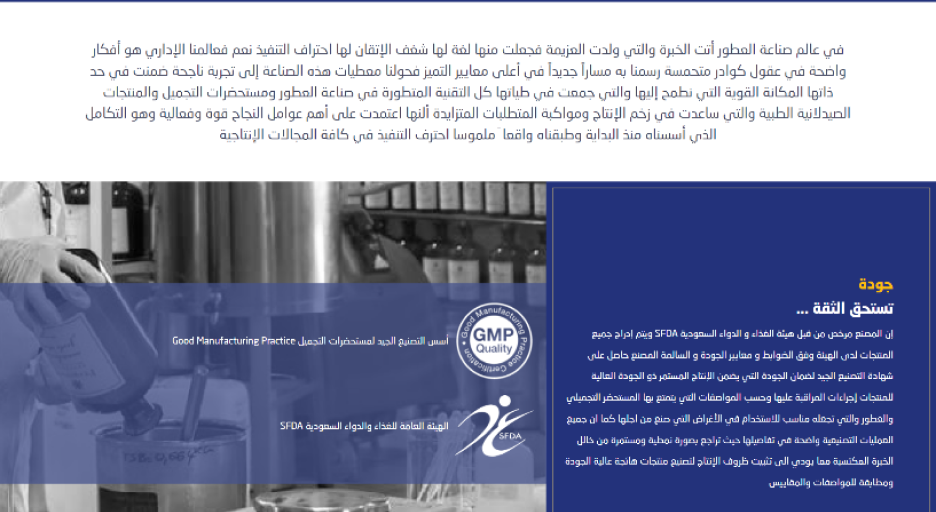 في عالم صناعة العطور أتت الخبرة والتي ولدت العزيمة فجعلت منها لغة لها شغف الإتقان لها احتراف التنفيذ نعم فعالمنا الإداري هو أفكار
واضحة في عقول كوادر متحمسة رسمنا به مساراً جديداً في أعلى معايير التميز فحولنا معطيات هذه الصناعة إلى تجربة ناجحة ضمنت في حد
ذاتها المكانة القوية التي نطمح إليها والتي جمعت في طياتها كل التقنية المتطورة في صناعة العطور ومستحضرات التجميل والمنتجات
الصيدلانية الطبية والتي ساعدت في زخم الإنتاج ومواكبة المتطلبات المتزايدة ألتها اعتمدت على أهم عوامل النجاح قوة وفعالية وهو التكامل
الذي أسسناه منذ البداية وطبقناه واقعا ً ملموسا احترف التنفيذ في كافة المجالات الإنتاجية
جودة
تستحق الثقة ...
إن المصنع مرخص من قبل هيئة الغذاء و الدواء السعودية SFDA ويتم إدراج جميع
المنتجات لدى الهيئة وفق الضوابط و معايير الجودة و السالمة المصنع حاصل على
شهادة التصنيع الجيد لضمان الجودة التي يضمن الإنتاج المستمر ذو الجودة العالية
للمنتجات إجراءات المراقبة عليها وحسب المواصفات التي يتمتع بها المستحضر التجميلي
والعطور والتي تجعله مناسب للاستخدام في الأغراض التي صنع من اجلها كما ان جميع
العمليات التصنيعية واضحة في تفاصيلها حيث تراجع بصورة نمطية ومستمرة من خالل
الخبرة المكتسبة مما يودي الى تثبيت ظروف الإنتاج لتصنيع منتجات هاتجة عالية الجودة
ومطابقة للمواصفات والمقاييس
Good Manufacturing
GMP
Quality
Practice Certification
أسس التصنيع الجيد لمستحضرات التجميل Good Manufacturing Practice
SFDA
الهيئة العامة للغذاء والدواء السعودية SFDA